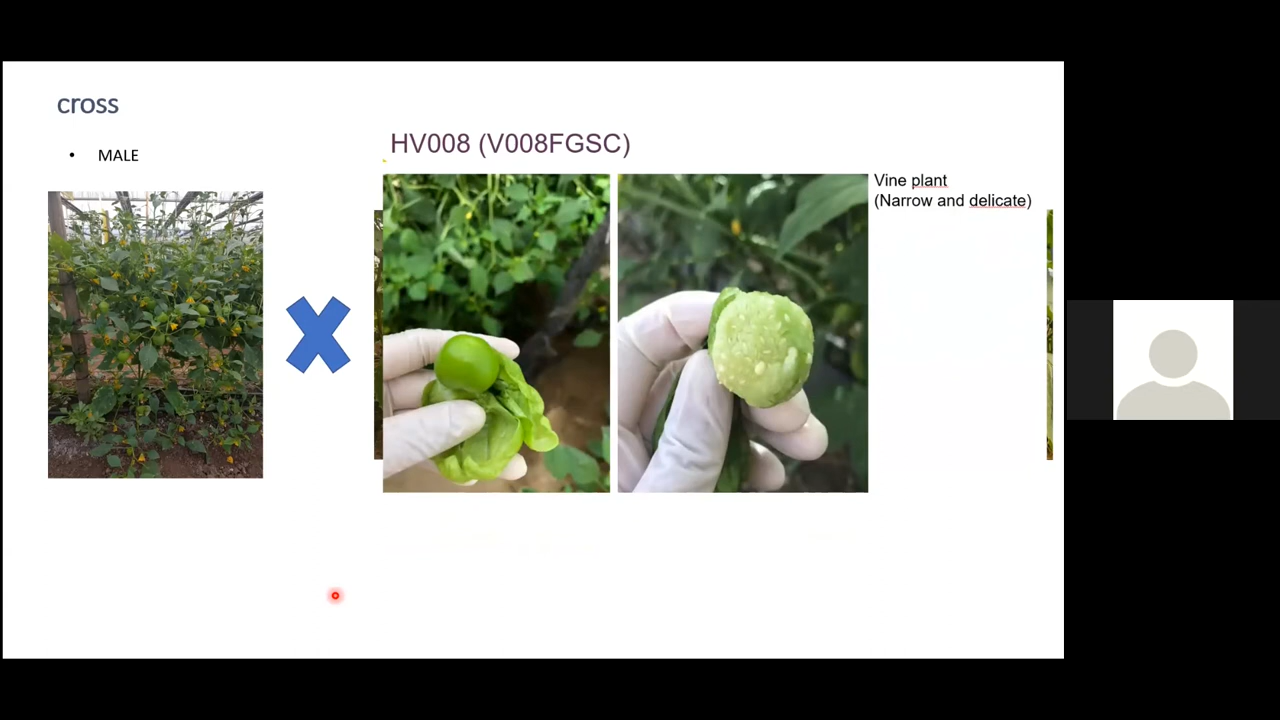 cross
• MALE
HV008 (V008FGSC)
Vine plant
(Narrow and delicate)